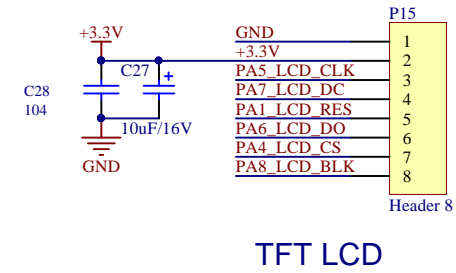 P15
+3.3V
GND 1
+3.3V 2
PA5_LCD_CLK 3
PA7_LCD_DC 4
PA1_LCD_RES 5
PA6_LCD_DO 6
PA4_LCD_CS 7
PA8_LCD_BLK 8
C27 +
C28
104
10uF/16V
GND
Header 8
TFT LCD